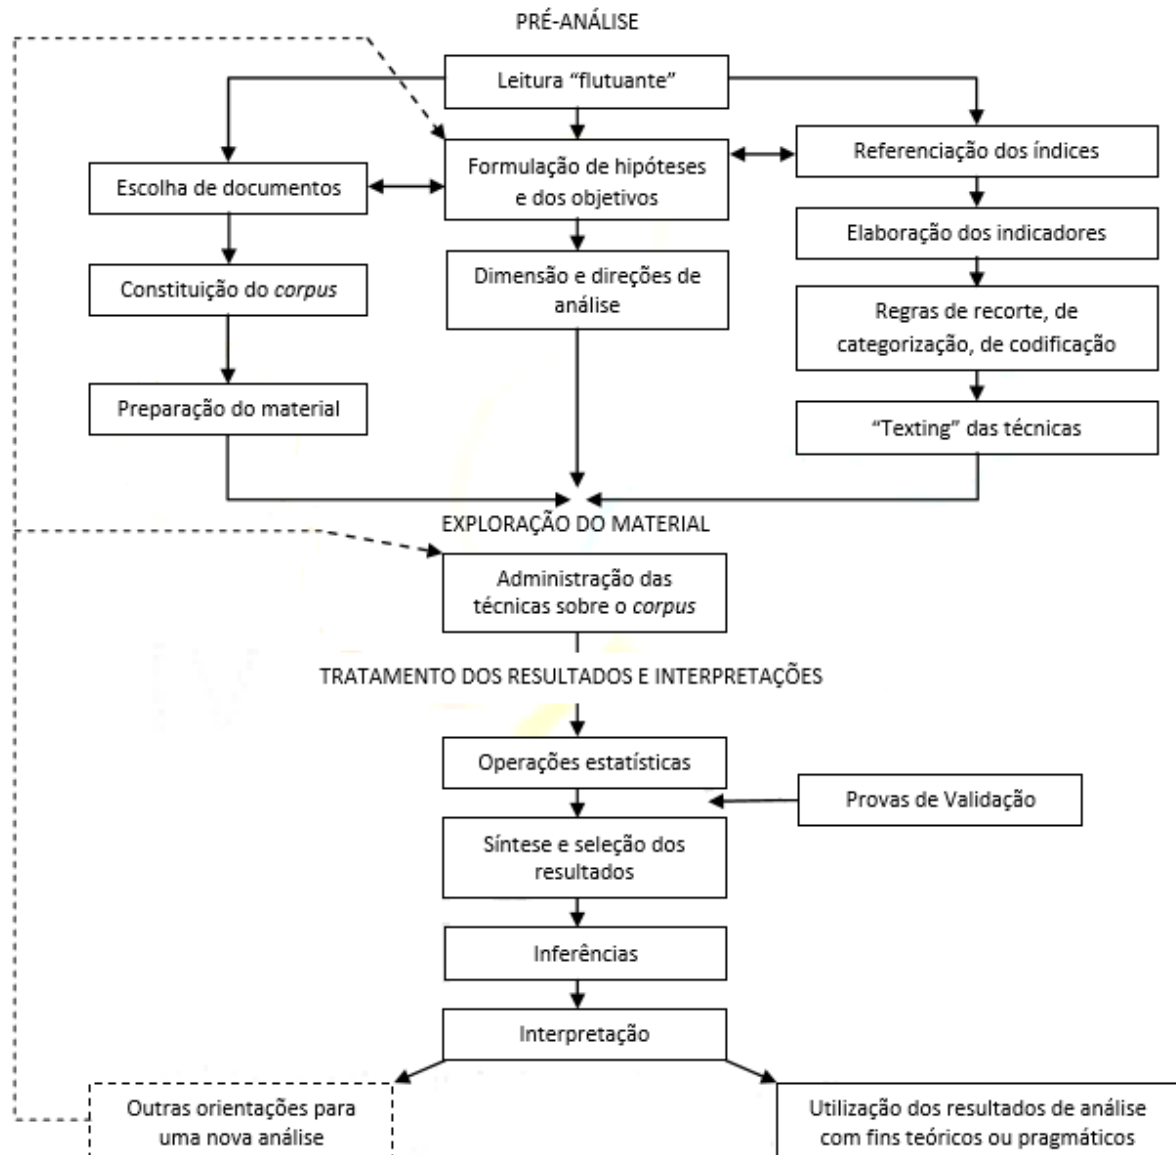 PRÉ-ANÁLISE
Leitura “flutuante”
Escolha de documentos
Formulação de hipóteses
e dos objetivos
Referenciação dos índices
Constituição do corpus
Dimensão e direções de
análise
Elaboração dos indicadores
Regras de recorte, de
categorização, de codificação
Preparação do material
“Texting” das técnicas
EXPLORAÇÃO DO MATERIAL
Administração das
técnicas sobre o corpus
TRATAMENTO DOS RESULTADOS E INTERPRETAÇÕES
Operações estatísticas
Provas de Validação
Síntese e seleção dos
resultados
Inferências
Interpretação
Outras orientações para
uma nova análise
Utilização dos resultados de análise
com fins teóricos ou pragmáticos